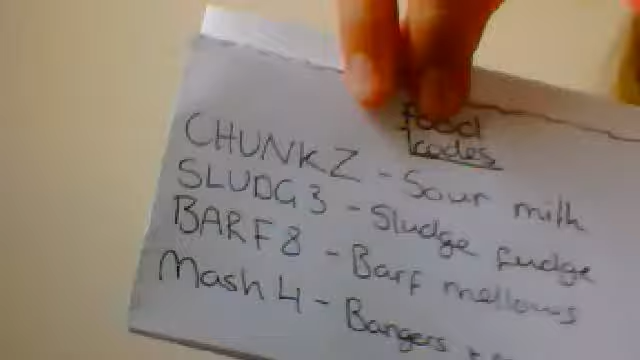 Food
codes
CHUNKZ - Sour milk
SLUDG3 - Sludge fudge
BARF8 - Barf mellows
Mash4 - Bangers +